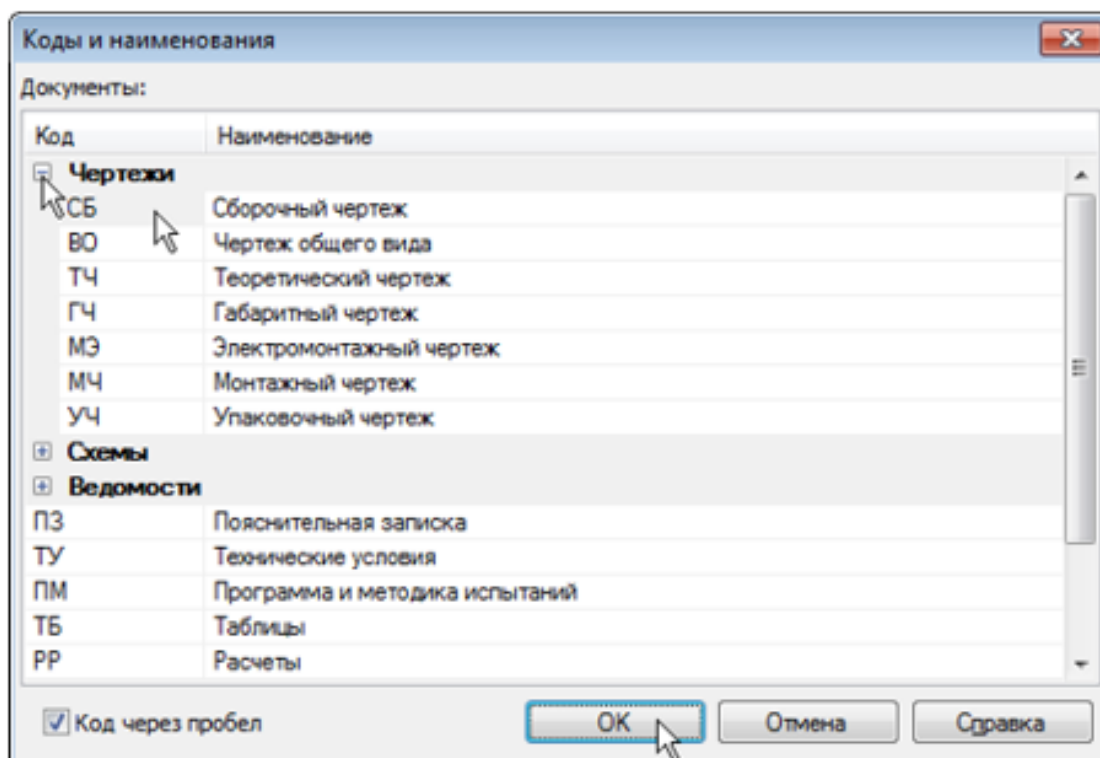 Коды и наименования
Документы:
Код Наименование
Чертежи
СБ Сборочный чертеж
ВО Чертеж общего вида
ТЧ Теоретический чертеж
ГЧ Габаритный чертеж
МЭ Электромонтажный чертеж
МЧ Монтажный чертеж
УЧ Упаковочный чертеж
Схемы
Ведомости
ПЗ Пояснительная записка
ТУ Технические условия
ПМ Программа и методика испытаний
ТБ Таблицы
РР Расчеты
Код через пробел OK Отмена Справка